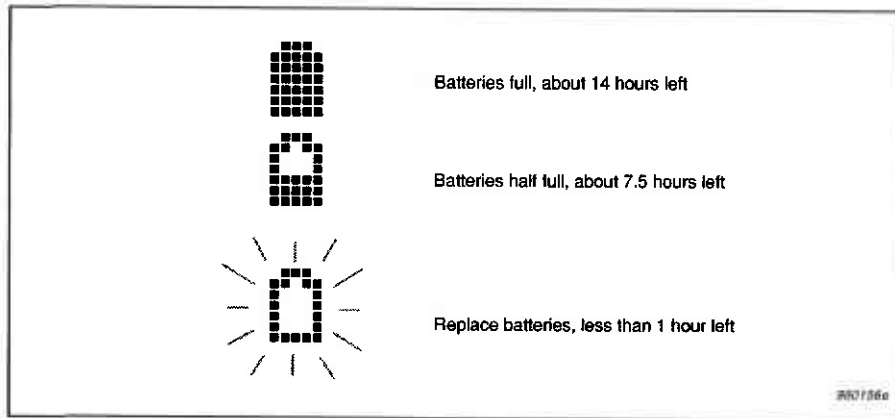 Batteries full, about 14 hours left
Batteries half full, about 7.5 hours left
Replace batteries, less than 1 hour left